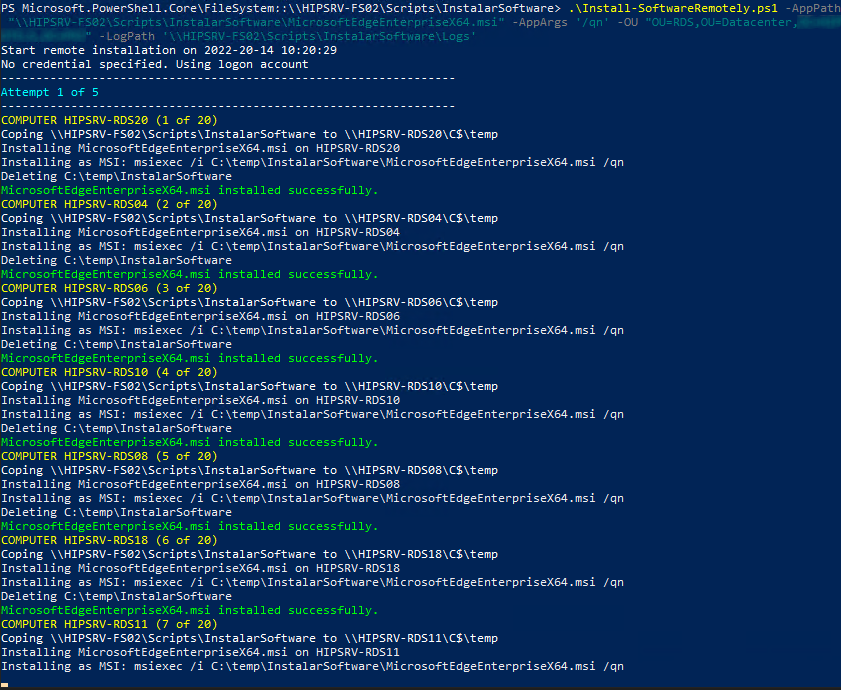 PS Microsoft.PowerShell.Core\FileSystem::\\HIPSRV-FS02\Scripts\InstalarSoftware> .\Install-SoftwareRemotely.ps1 -AppPath
"\\HIPSRV-FS02\Scripts\InstalarSoftware\MicrosoftEdgeEnterpriseX64.msi" -AppArgs '/qn' -OU "OU=RDS,OU=Datacenter,
" -LogPath '\\HIPSRV-FS02\Scripts\InstalarSoftware\Logs'
Start remote installation on 2022-20-14 10:20:29
No credential specified. Using logon account
-----------------------------------------------------------
Attempt 1 of 5
-----------------------------------------------------------
COMPUTER HIPSRV-RDS20 (1 of 20)
Coping \\HIPSRV-FS02\Scripts\InstalarSoftware to \\HIPSRV-RDS20\C$\temp
Installing MicrosoftEdgeEnterpriseX64.msi on HIPSRV-RDS20
Installing as MSI: msiexec /i C:\temp\InstalarSoftware\MicrosoftEdgeEnterpriseX64.msi /qn
Deleting C:\temp\InstalarSoftware
MicrosoftEdgeEnterpriseX64.msi installed successfully.
COMPUTER HIPSRV-RDS04 (2 of 20)
Coping \\HIPSRV-FS02\Scripts\InstalarSoftware to \\HIPSRV-RDS04\C$\temp
Installing MicrosoftEdgeEnterpriseX64.msi on HIPSRV-RDS04
Installing as MSI: msiexec /i C:\temp\InstalarSoftware\MicrosoftEdgeEnterpriseX64.msi /qn
Deleting C:\temp\InstalarSoftware
MicrosoftEdgeEnterpriseX64.msi installed successfully.
COMPUTER HIPSRV-RDS06 (3 of 20)
Coping \\HIPSRV-FS02\Scripts\InstalarSoftware to \\HIPSRV-RDS06\C$\temp
Installing MicrosoftEdgeEnterpriseX64.msi on HIPSRV-RDS06
Installing as MSI: msiexec /i C:\temp\InstalarSoftware\MicrosoftEdgeEnterpriseX64.msi /qn
Deleting C:\temp\InstalarSoftware
MicrosoftEdgeEnterpriseX64.msi installed successfully.
COMPUTER HIPSRV-RDS10 (4 of 20)
Coping \\HIPSRV-FS02\Scripts\InstalarSoftware to \\HIPSRV-RDS10\C$\temp
Installing MicrosoftEdgeEnterpriseX64.msi on HIPSRV-RDS10
Installing as MSI: msiexec /i C:\temp\InstalarSoftware\MicrosoftEdgeEnterpriseX64.msi /qn
Deleting C:\temp\InstalarSoftware
MicrosoftEdgeEnterpriseX64.msi installed successfully.
COMPUTER HIPSRV-RDS08 (5 of 20)
Coping \\HIPSRV-FS02\Scripts\InstalarSoftware to \\HIPSRV-RDS08\C$\temp
Installing MicrosoftEdgeEnterpriseX64.msi on HIPSRV-RDS08
Installing as MSI: msiexec /i C:\temp\InstalarSoftware\MicrosoftEdgeEnterpriseX64.msi /qn
Deleting C:\temp\InstalarSoftware
MicrosoftEdgeEnterpriseX64.msi installed successfully.
COMPUTER HIPSRV-RDS18 (6 of 20)
Coping \\HIPSRV-FS02\Scripts\InstalarSoftware to \\HIPSRV-RDS18\C$\temp
Installing MicrosoftEdgeEnterpriseX64.msi on HIPSRV-RDS18
Installing as MSI: msiexec /i C:\temp\InstalarSoftware\MicrosoftEdgeEnterpriseX64.msi /qn
Deleting C:\temp\InstalarSoftware
MicrosoftEdgeEnterpriseX64.msi installed successfully.
COMPUTER HIPSRV-RDS11 (7 of 20)
Coping \\HIPSRV-FS02\Scripts\InstalarSoftware to \\HIPSRV-RDS11\C$\temp
Installing MicrosoftEdgeEnterpriseX64.msi on HIPSRV-RDS11
Installing as MSI: msiexec /i C:\temp\InstalarSoftware\MicrosoftEdgeEnterpriseX64.msi /qn